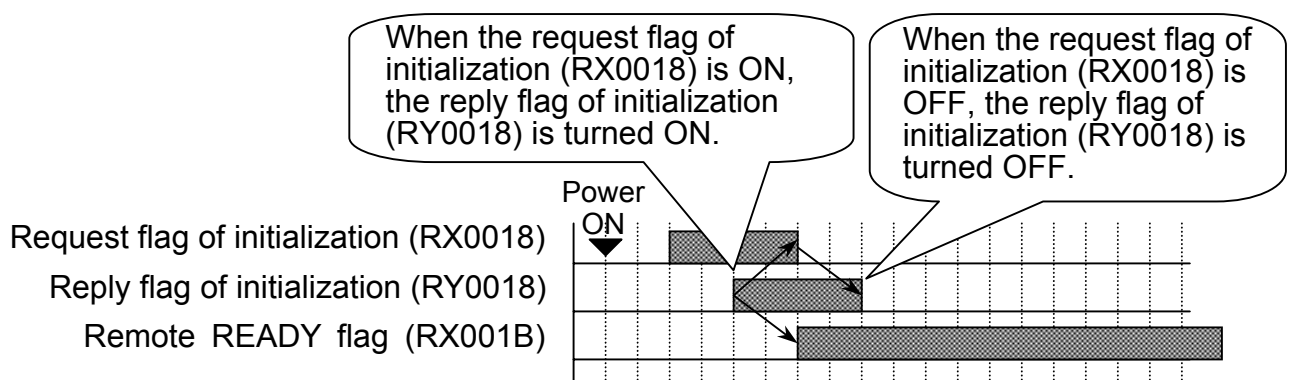 When the request flag of
initialization (RX0018) is ON,
the reply flag of initialization
(RY0018) is turned ON.
When the request flag of
initialization (RX0018) is
OFF, the reply flag of
initialization (RY0018) is
turned OFF.
Power
ON
Request flag of initialization (RX0018)
Reply flag of initialization (RY0018)
Remote READY flag (RX001B)